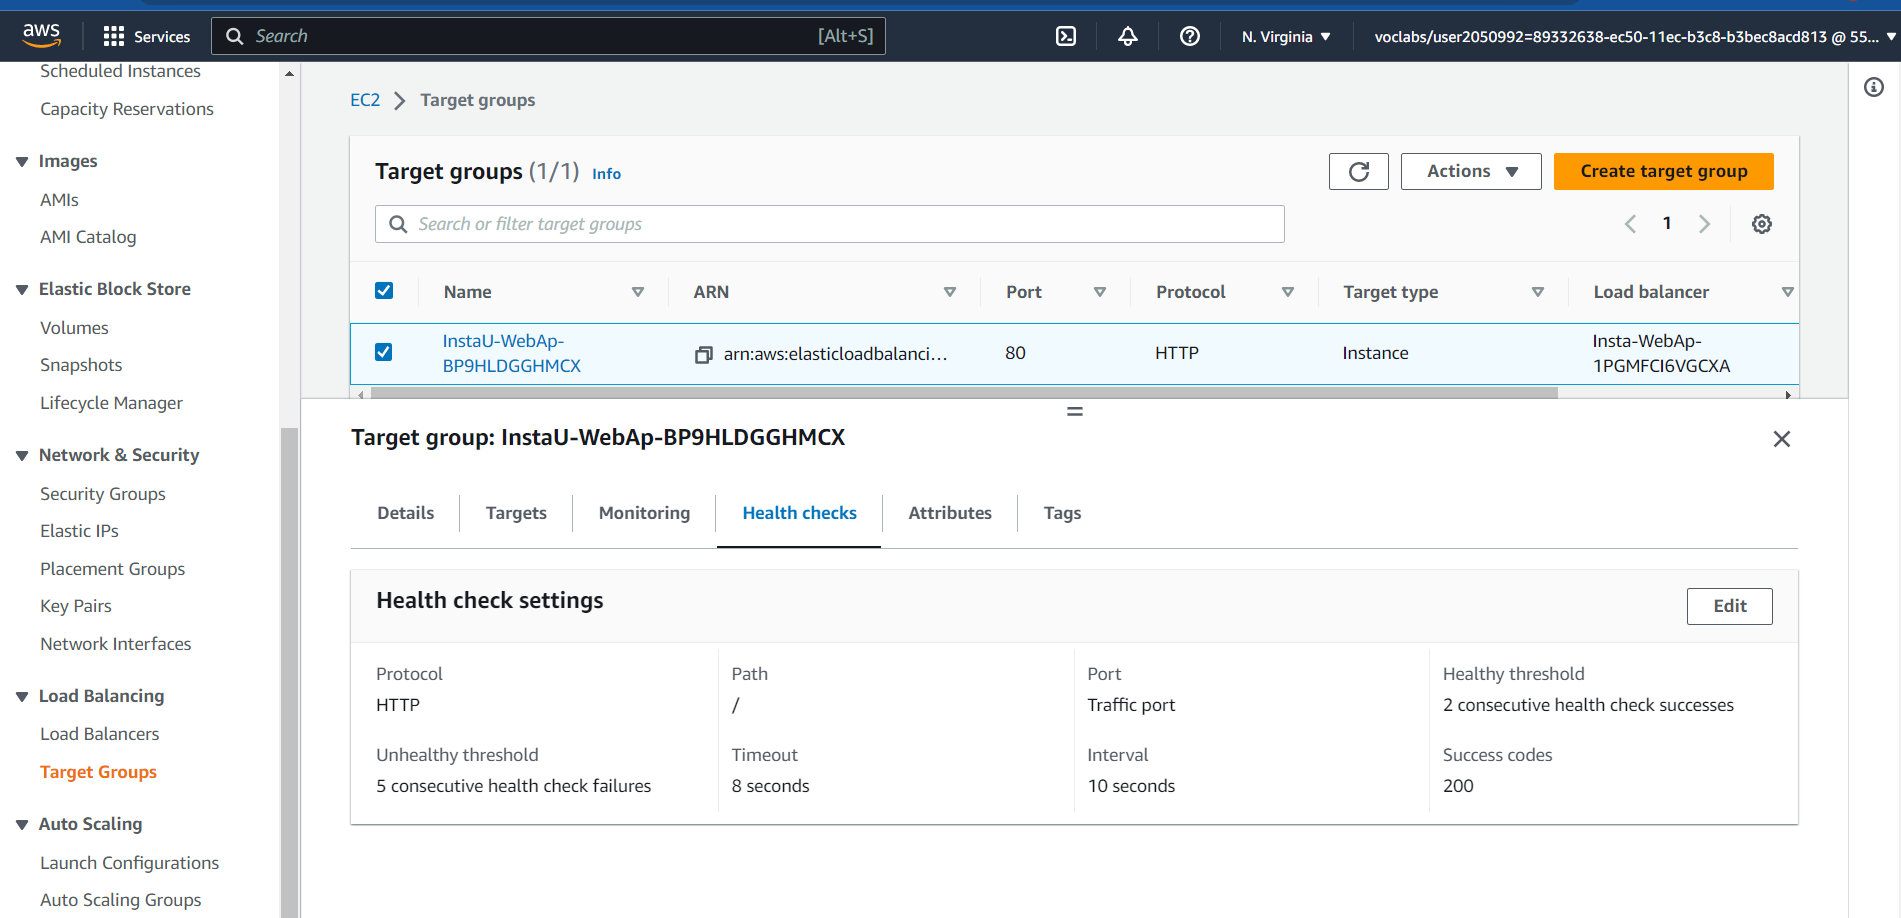 aws
Services
Search
[Alt+S]
N. Virginia
voclabs/user2050992=89332638-ec50-11ec-b3c8-b3bec8acd813 @ 55...
Scheduled Instances
Capacity Reservations
Images
AMIs
AMI Catalog
Elastic Block Store
Volumes
Snapshots
Lifecycle Manager
Network & Security
Security Groups
Elastic IPs
Placement Groups
Key Pairs
Network Interfaces
Load Balancing
Load Balancers
Target Groups
Auto Scaling
Launch Configurations
Auto Scaling Groups
EC2
Target groups
Target groups (1/1) Info
Actions
Create target group
Search or filter target groups
1
Name
ARN
Port
Protocol
Target type
Load balancer
InstaU-WebAp-
BP9HLDGGHMCX
arn:aws:elasticloadbalanci...
80
HTTP
Instance
Insta-WebAp-
1PGMFCI6VGCXA
Target group: InstaU-WebAp-BP9HLDGGHMCX
Details
Targets
Monitoring
Health checks
Attributes
Tags
Health check settings
Edit
Protocol
HTTP
Path
/
Port
Traffic port
Healthy threshold
2 consecutive health check successes
Unhealthy threshold
5 consecutive health check failures
Timeout
8 seconds
Interval
10 seconds
Success codes
200